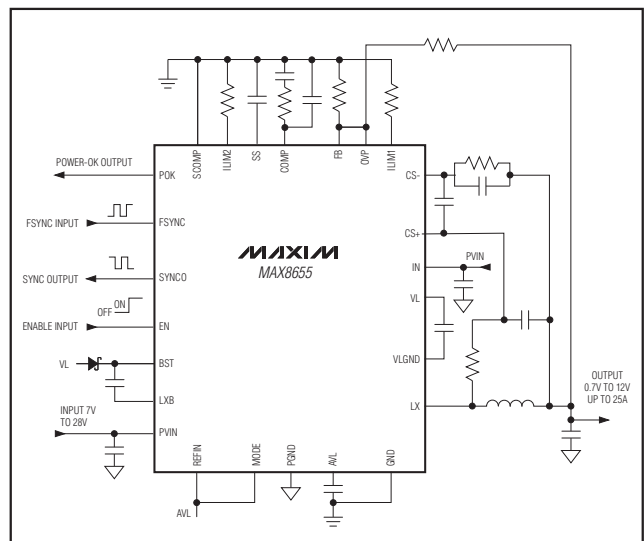 SCOMP
ILIM2
SS
COMP
FB
OVP
ILIM1
POWER-OK OUTPUT
POK
CS-
FSYNC INPUT
FSYNC
CS+
MAXIM
MAX8655
IN
PVIN
SYNC OUTPUT
SYNCO
VL
ON
OFF
ENABLE INPUT
EN
VLGND
VL
BST
LXB
LX
OUTPUT
0.7V TO 12V
UP TO 25A
INPUT 7V
TO 28V
PVIN
REFIN
MODE
PGND
AVL
GND
AVL